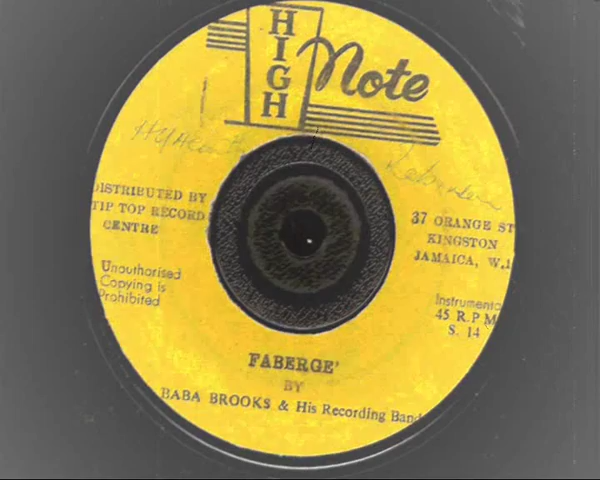 HIGH
Note
DISTRIBUTED BY
TIP TOP RECORD
CENTRE
37 ORANGE ST
KINGSTON
JAMAICA, W.I
Unauthorised
Copying is
Prohibited
Instrumenta
45 R.P.M
S. 14
FABERGE'
BY
BABA BROOKS & His Recording Band